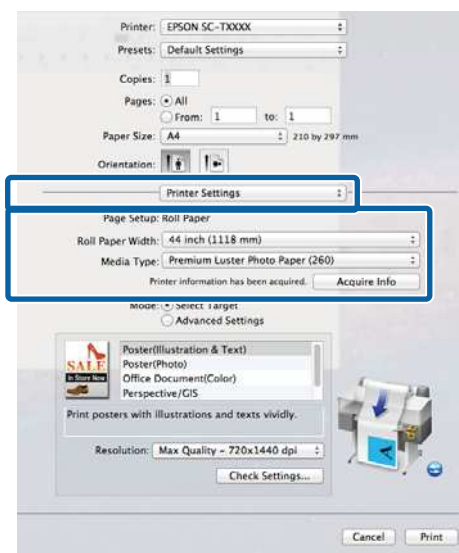 Printer: EPSON SC-TXXXX
Presets: Default Settings
Copies: 1
Pages: All
From: 1 to: 1
Paper Size: A4 210 by 297 mm
Orientation:
Printer Settings
Page Setup: Roll Paper
Roll Paper Width: 44 inch (1118 mm)
Media Type: Premium Luster Photo Paper (260)
Printer information has been acquired. Acquire Info
Mode: Select Target
Advanced Settings
SALE
In Store Now
Poster(Illustration & Text)
Poster(Photo)
Office Document(Color)
Perspective/GIS
Print posters with illustrations and texts vividly.
Resolution: Max Quality - 720x1440 dpi
Check Settings...
Cancel Print